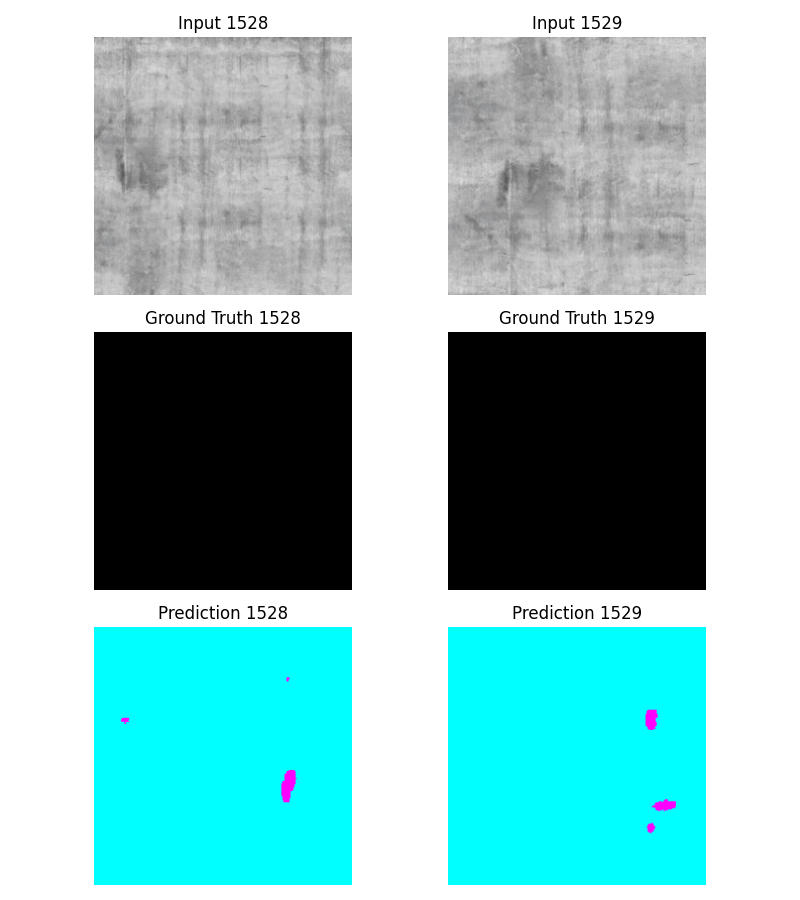 Input 1528
Input 1529
Ground Truth 1528
Ground Truth 1529
Prediction 1528
Prediction 1529